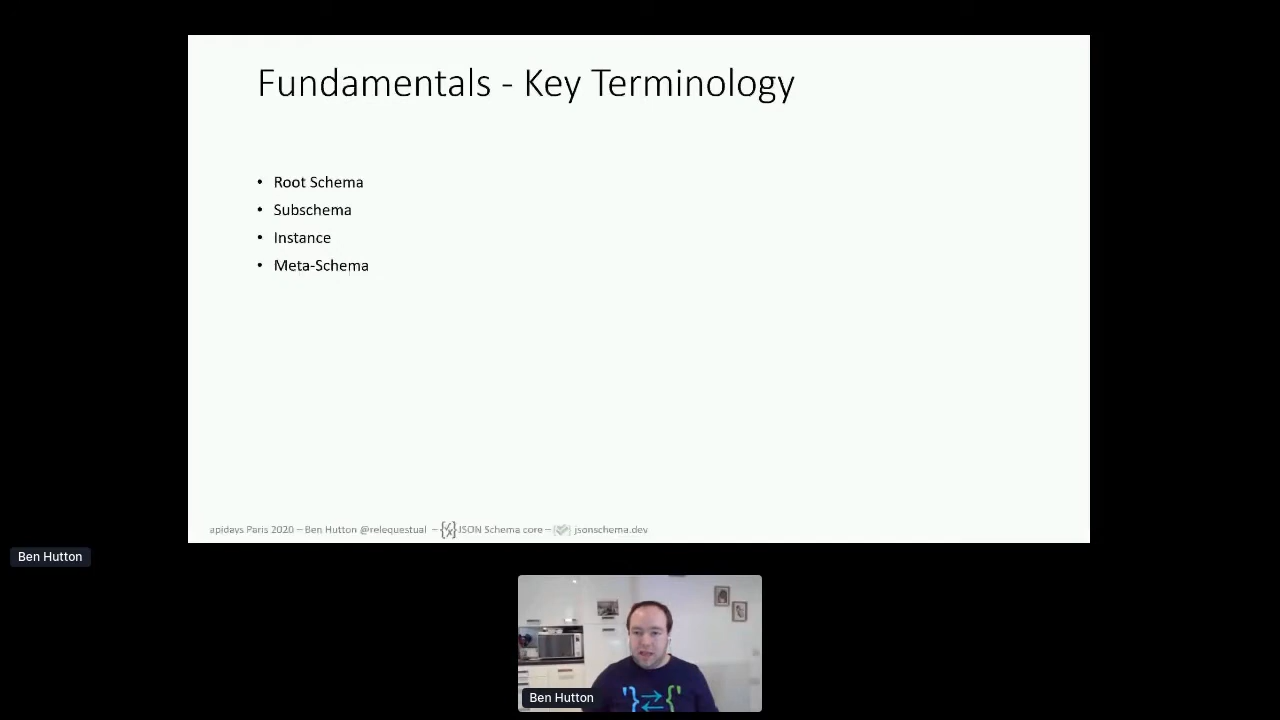 Fundamentals - Key Terminology
• Root Schema
• Subschema
• Instance
• Meta-Schema
apidays Paris 2020 – Ben Hutton @relequestual – JSON Schema core – jsonschema.dev
Ben Hutton
Ben Hutton